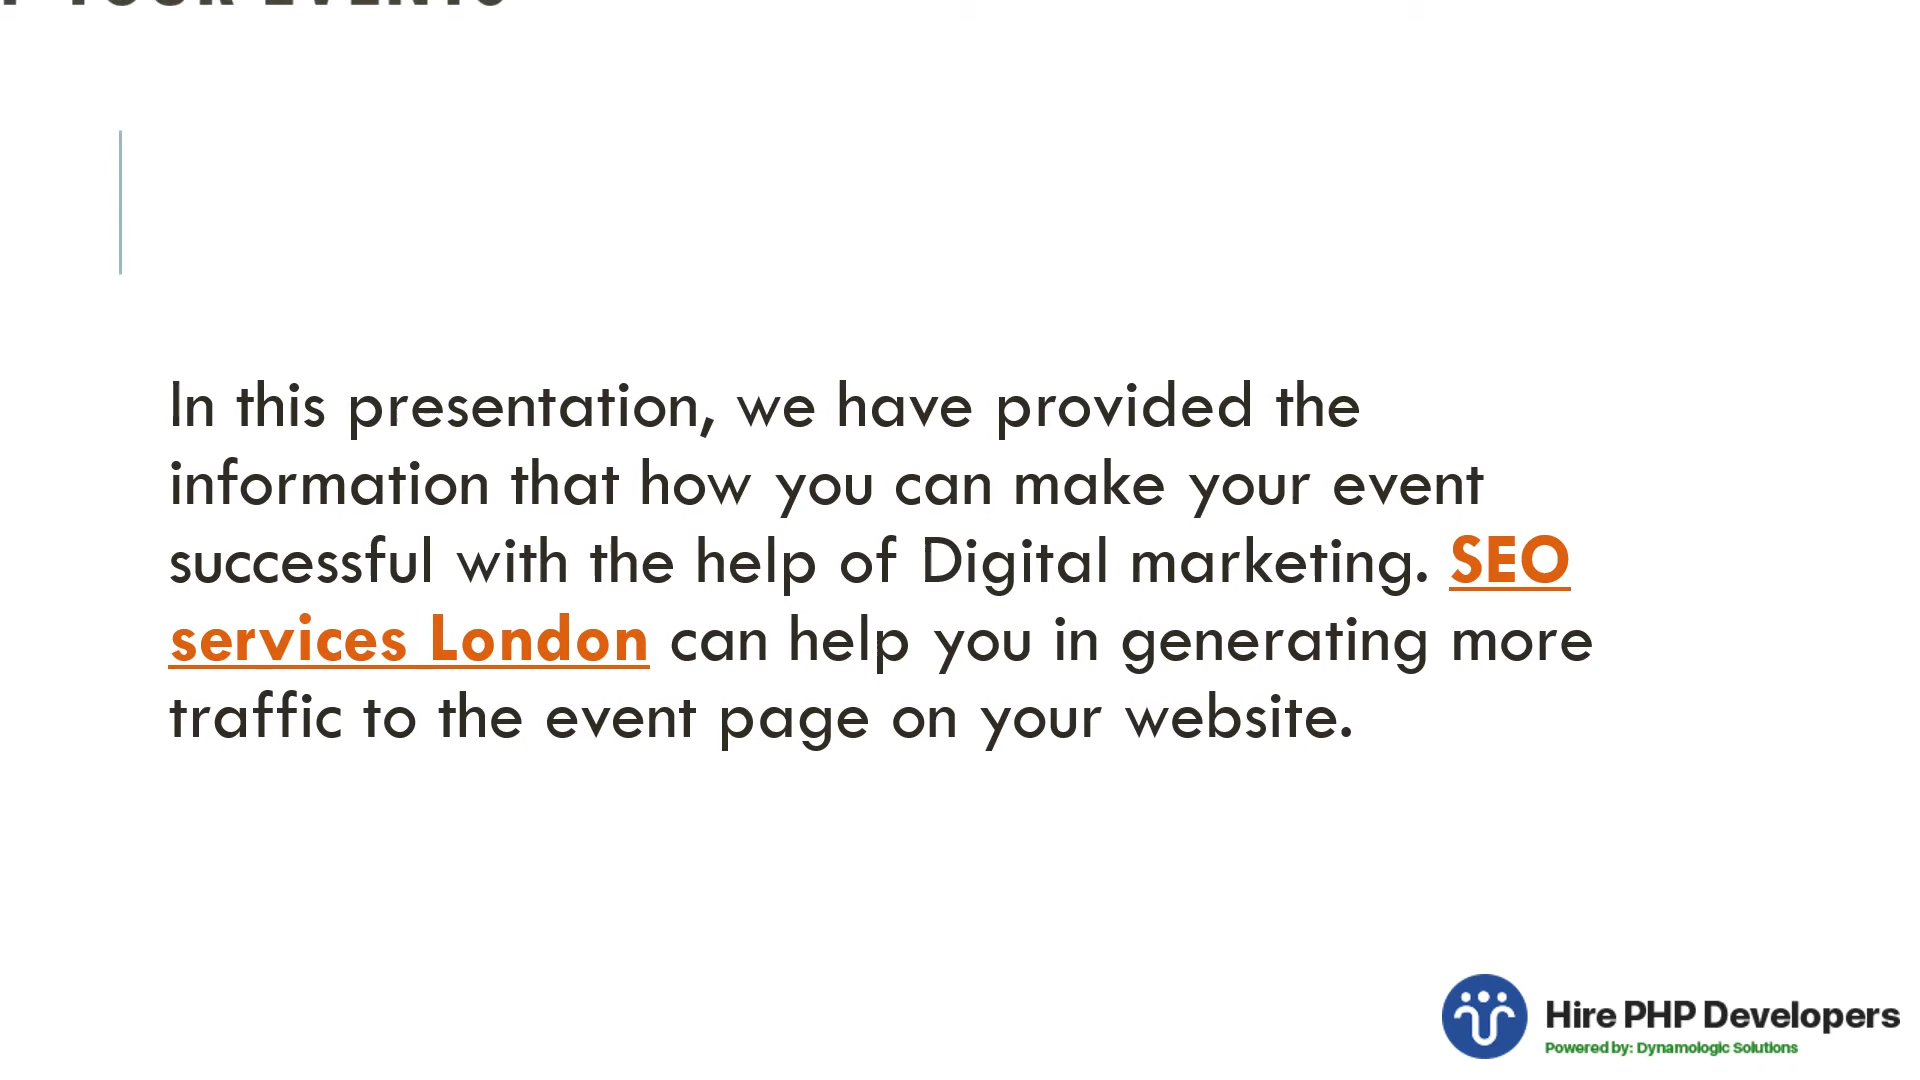 YOUR EVENTS
In this presentation, we have provided the
information that how you can make your event
successful with the help of Digital marketing. SEO
services London can help you in generating more
traffic to the event page on your website.
Hire PHP Developers
Powered by: Dynamologic Solutions